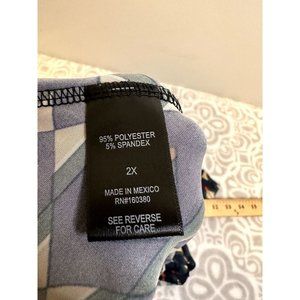 95% POLYESTER
5% SPANDEX
2X
MADE IN MEXICO
RN#160380
SEE REVERSE
FOR CARE